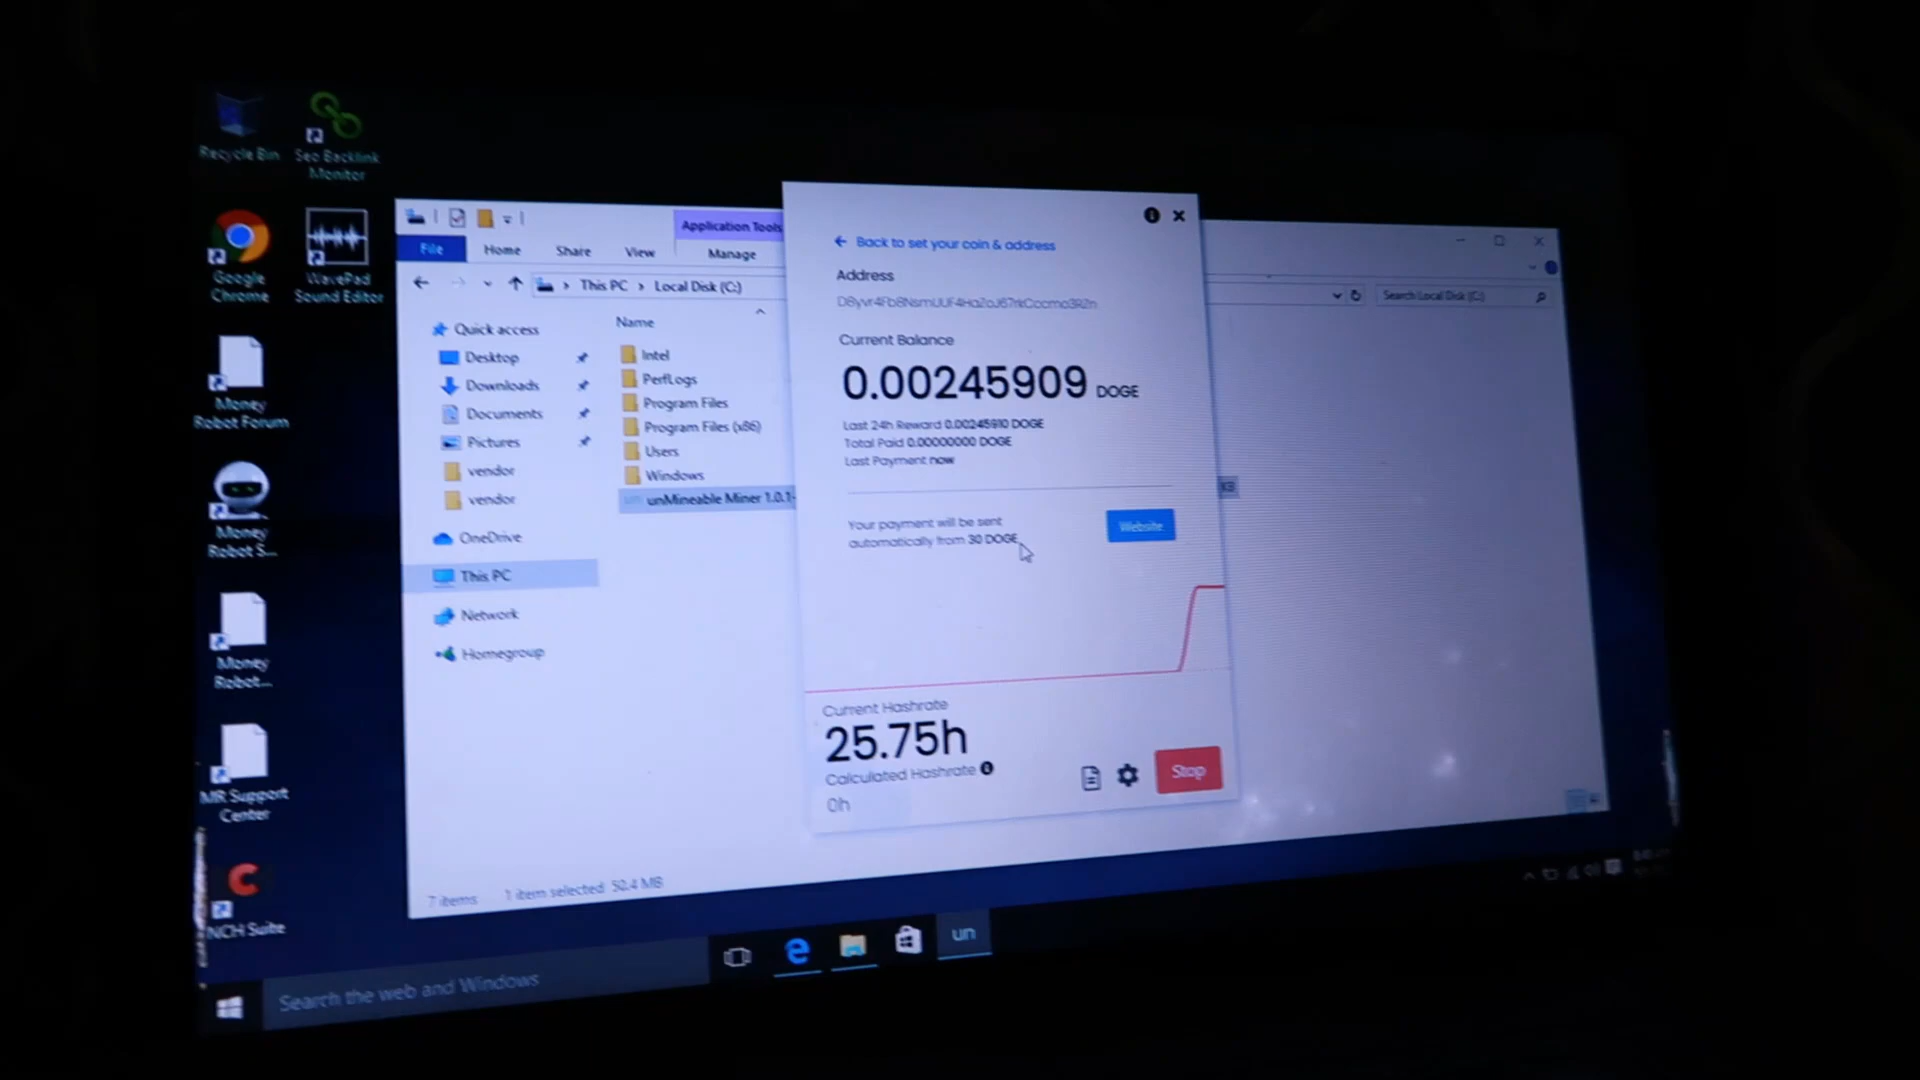 Recycle Bin
Seo Backlink
Monitor
Google
Chrome
WavePad
Sound Editor
Money
Robot Forum
Money
Robot S...
Money
Robot...
MR Support
Center
NCH Suite
Application Tools
File
Home
Share
View
Manage
This PC
Local Disk (C:)
Search Local Disk (C:)
Quick access
Desktop
Downloads
Documents
Pictures
vendor
vendor
OneDrive
This PC
Network
Homegroup
Name
Intel
PerfLogs
Program Files
Program Files (x86)
Users
Windows
unMineable Miner 1.0.1-
KB
7 items
1 item selected 52.4 MB
Back to set your coin & address
Address
Current Balance
0.00245909 DOGE
Last 24h Reward 0.00245910 DOGE
Total Paid 0.00000000 DOGE
Last Payment now
Your payment will be sent
automatically from 30 DOGE
Website
Current Hashrate
25.75h
Calculated Hashrate
0h
Stop
Search the web and Windows
un